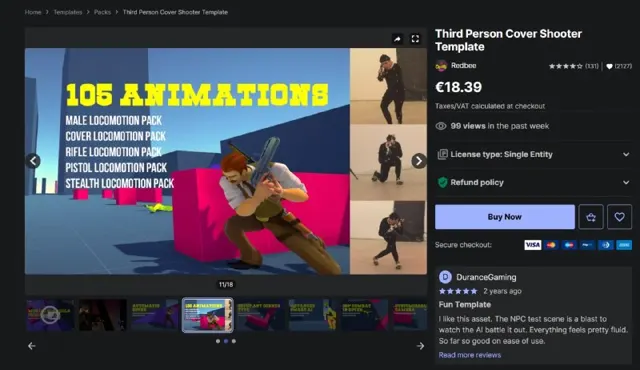 Home > Templates > Packs > Third Person Cover Shooter Template
105 ANIMATIONS
MALE LOCOMOTION PACK
COVER LOCOMOTION PACK
RIFLE LOCOMOTION PACK
PISTOL LOCOMOTION PACK
STEALTH LOCOMOTION PACK
11/18
Third Person Cover Shooter
Template
Redbee
(131) | (2127)
€18.39
Taxes/VAT calculated at checkout
99 views in the past week
License type: Single Entity
Refund policy
Buy Now
Secure checkout:
VISA
D DuranceGaming
2 years ago
Fun Template
I like this asset. The NPC test scene is a blast to
watch the AI battle it out. Everything feels pretty fluid.
So far so good on ease of use.
Read more reviews